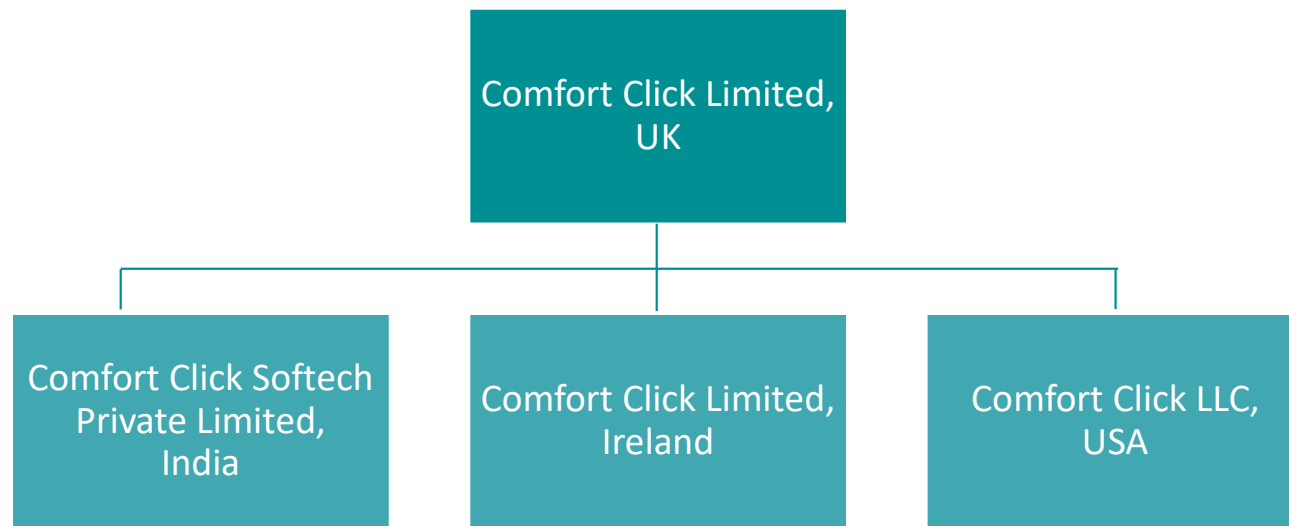 Comfort Click Limited,
UK
Comfort Click Softech
Private Limited,
India
Comfort Click Limited,
Ireland
Comfort Click LLC,
USA